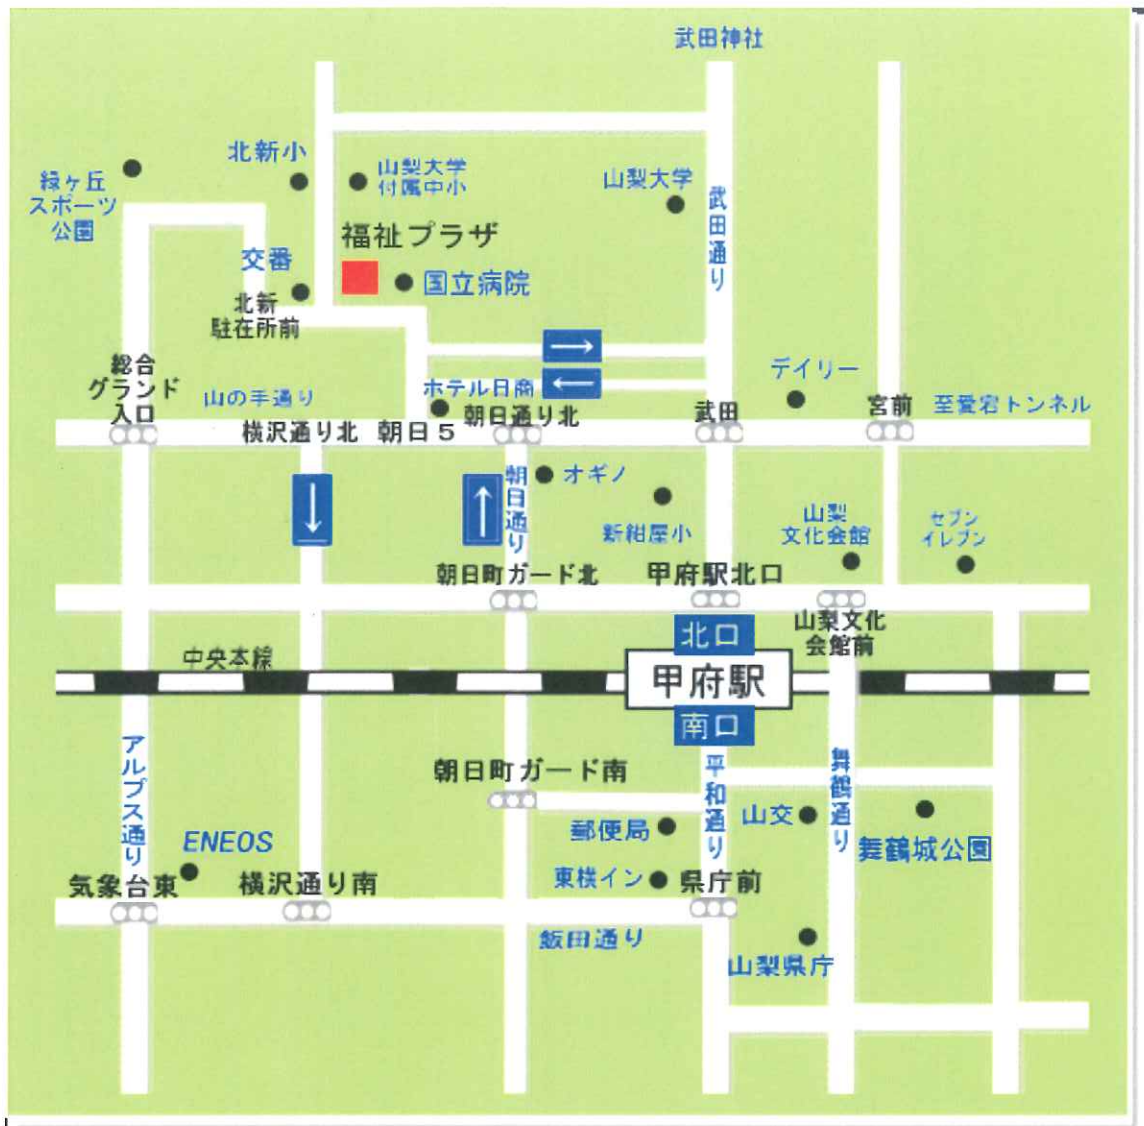 武田神社
北新小
山梨大学
付属中小
緑ヶ丘
スポーツ
公園
山梨大学
武田通り
福祉プラザ
交番
国立病院
北新
駐在所前
総合
グランド
入口
山の手通り
ホテル日商
デイリー
横沢通り北
朝日5
朝日通り北
武田
宮前
至愛宕トンネル
朝日通り
オギノ
新紺屋小
山梨
文化会館
セブン
イレブン
朝日町ガード北
甲府駅北口
北口
山梨文化
会館前
中央本線
甲府駅
南口
アルプス通り
朝日町ガード南
平和通り
舞鶴通り
郵便局
山交
舞鶴城公園
ENEOS
気象台東
横沢通り南
東横イン
県庁前
飯田通り
山梨県庁